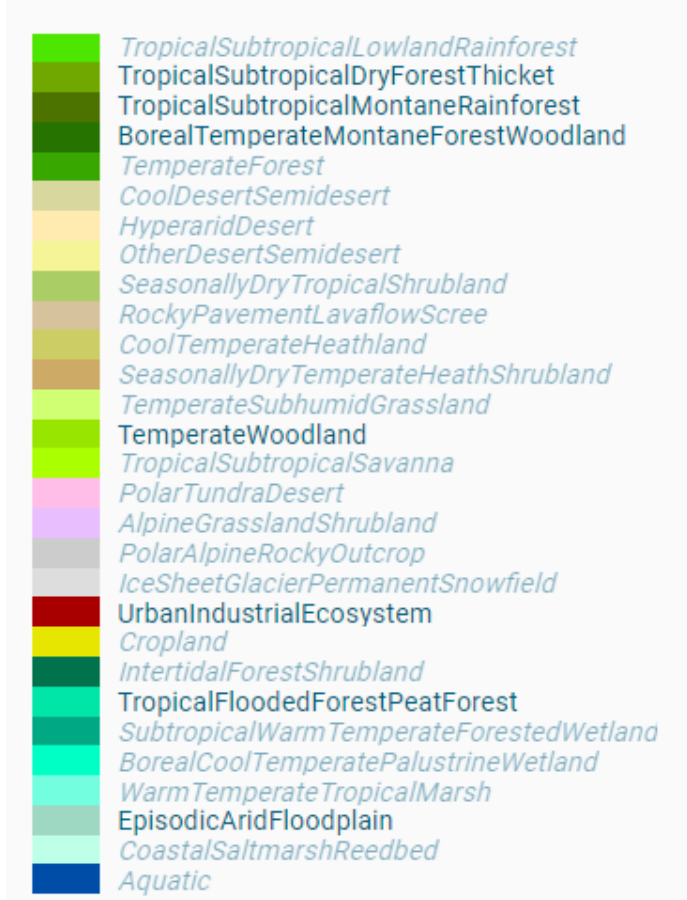 TropicalSubtropicalLowlandRainforest
TropicalSubtropicalDryForestThicket
TropicalSubtropicalMontaneRainforest
BorealTemperateMontaneForestWoodland
TemperateForest
CoolDesertSemidesert
HyperaridDesert
OtherDesertSemidesert
SeasonallyDryTropicalShrubland
RockyPavementLavaflowScree
CoolTemperateHeathland
SeasonallyDryTemperateHeathShrubland
TemperateSubhumidGrassland
TemperateWoodland
TropicalSubtropicalSavanna
PolarTundraDesert
AlpineGrasslandShrubland
PolarAlpineRockyOutcrop
IceSheetGlacierPermanentSnowfield
UrbanIndustrialEcosystem
Cropland
IntertidalForestShrubland
TropicalFloodedForestPeatForest
SubtropicalWarmTemperateForestedWetland
BorealCoolTemperatePalustrineWetland
WarmTemperateTropicalMarsh
EpisodicAridFloodplain
CoastalSaltmarshReedbed
Aquatic